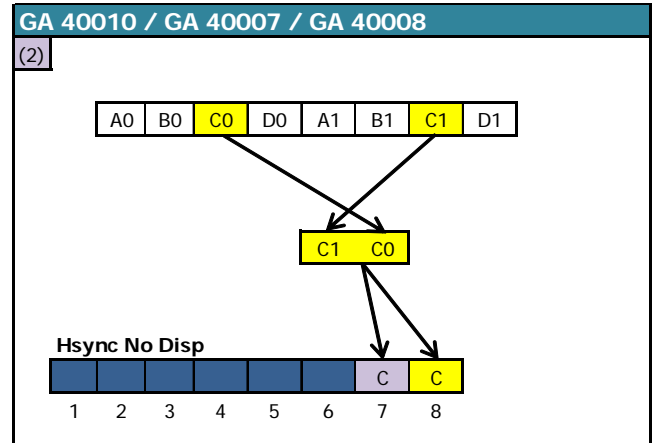 GA 40010 / GA 40007 / GA 40008
(2)
A0 B0 C0 D0 A1 B1 C1 D1
C1 C0
Hsync No Disp
C C
1 2 3 4 5 6 7 8